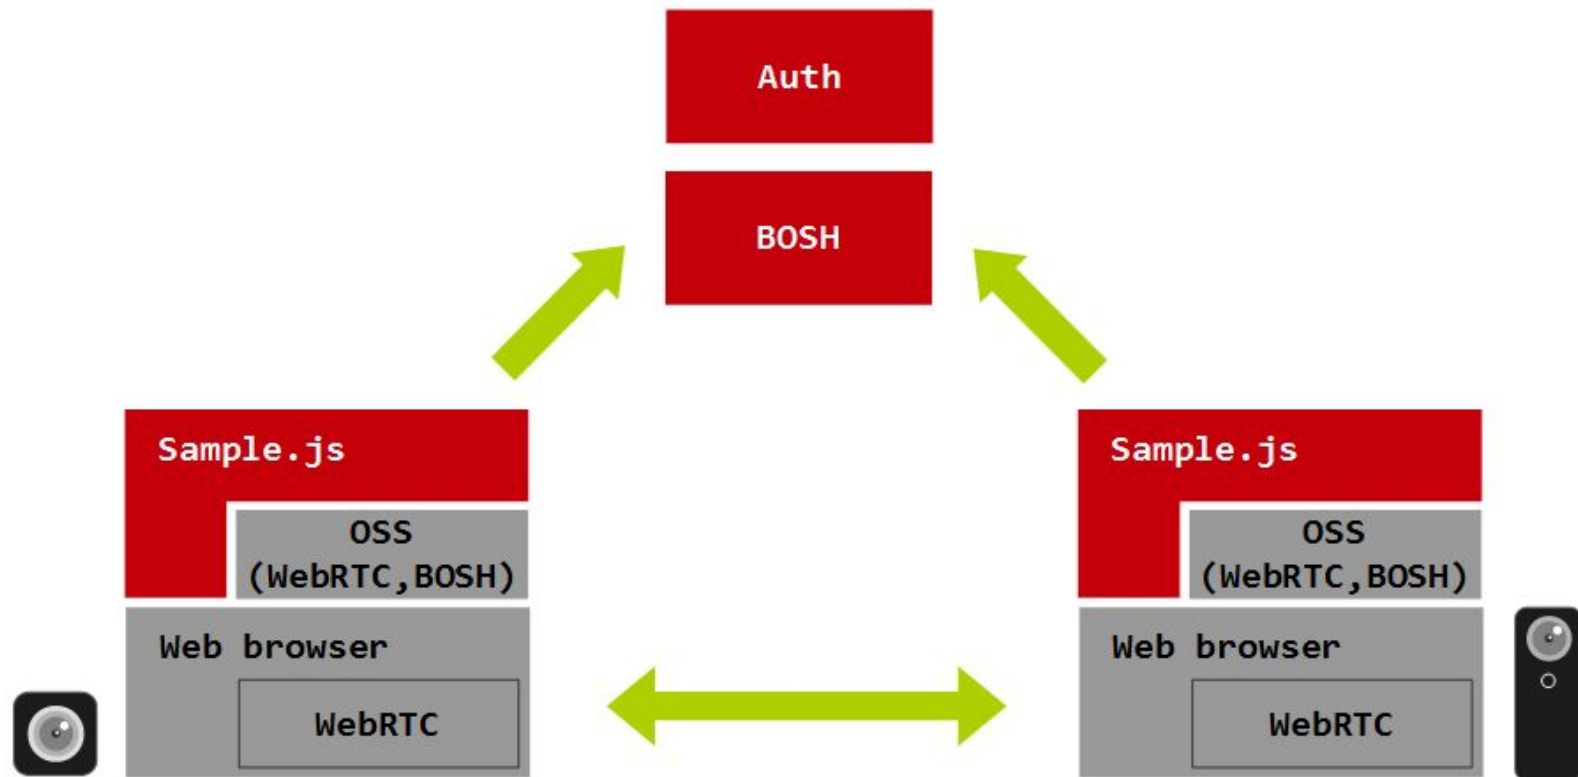 Auth
BOSH
Sample.js
OSS
(WebRTC,BOSH)
Web browser
WebRTC
Sample.js
OSS
(WebRTC,BOSH)
Web browser
WebRTC